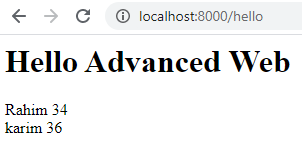 localhost:8000/hello
Hello Advanced Web
Rahim 34
karim 36